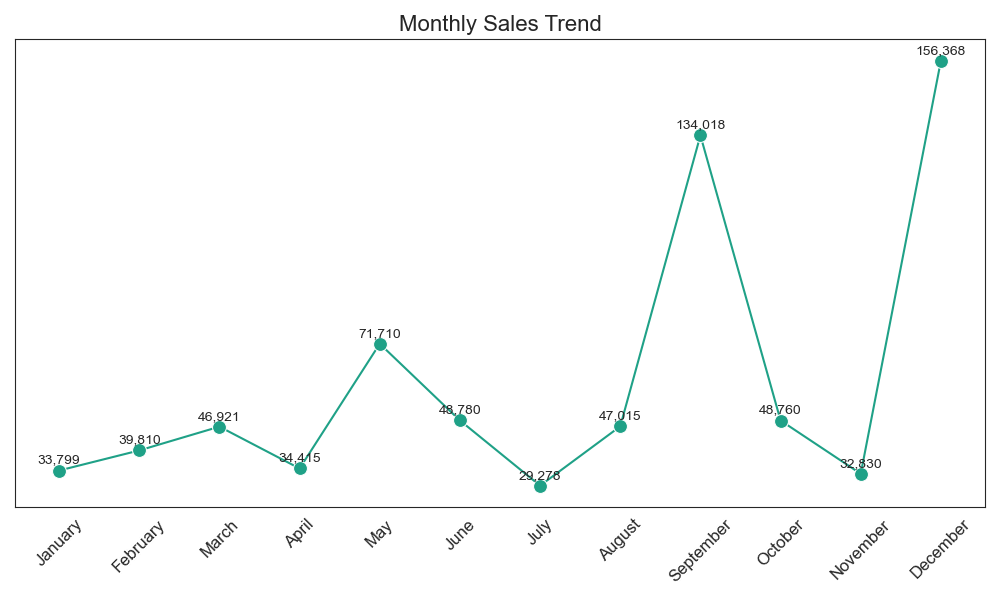 Monthly Sales Trend
33,799
39,810
46,921
34,415
71,710
48,780
29,278
47,015
134,018
48,760
32,830
156,368
January
February
March
April
May
June
July
August
September
October
November
December